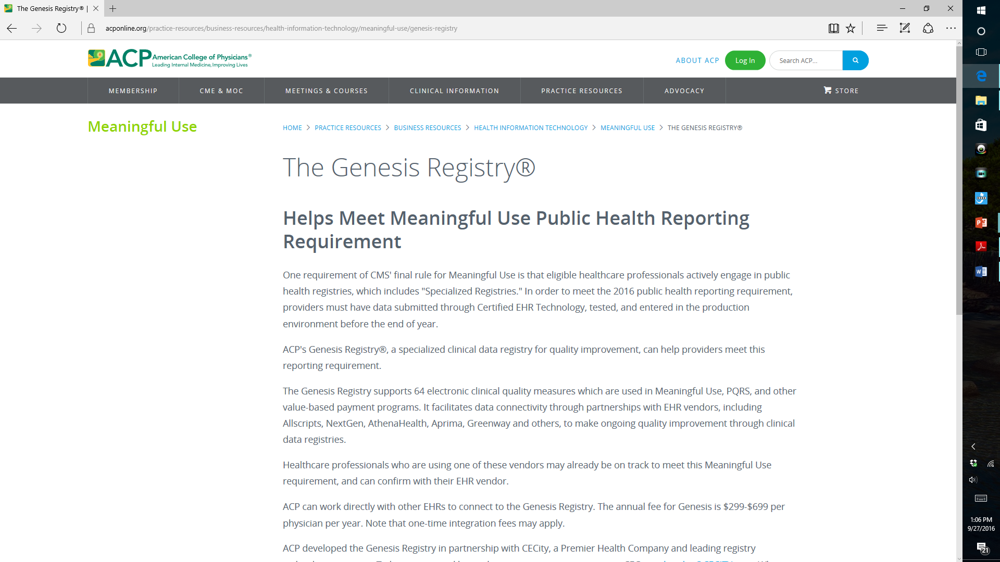 The Genesis Registry® |
acponline.org/practice-resources/business-resources/health-information-technology/meaningful-use/genesis-registry
ACP American College of Physicians®
Leading Internal Medicine, Improving Lives
ABOUT ACP
Log In
Search ACP...
MEMBERSHIP
CME & MOC
MEETINGS & COURSES
CLINICAL INFORMATION
PRACTICE RESOURCES
ADVOCACY
STORE
Meaningful Use
HOME > PRACTICE RESOURCES > BUSINESS RESOURCES > HEALTH INFORMATION TECHNOLOGY > MEANINGFUL USE > THE GENESIS REGISTRY®
The Genesis Registry®
Helps Meet Meaningful Use Public Health Reporting
Requirement
One requirement of CMS' final rule for Meaningful Use is that eligible healthcare professionals actively engage in public
health registries, which includes "Specialized Registries." In order to meet the 2016 public health reporting requirement,
providers must have data submitted through Certified EHR Technology, tested, and entered in the production
environment before the end of year.
ACP's Genesis Registry®, a specialized clinical data registry for quality improvement, can help providers meet this
reporting requirement.
The Genesis Registry supports 64 electronic clinical quality measures which are used in Meaningful Use, PQRS, and other
value-based payment programs. It facilitates data connectivity through partnerships with EHR vendors, including
Allscripts, NextGen, AthenaHealth, Aprima, Greenway and others, to make ongoing quality improvement through clinical
data registries.
Healthcare professionals who are using one of these vendors may already be on track to meet this Meaningful Use
requirement, and can confirm with their EHR vendor.
ACP can work directly with other EHRs to connect to the Genesis Registry. The annual fee for Genesis is $299-$699 per
physician per year. Note that one-time integration fees may apply.
ACP developed the Genesis Registry in partnership with CECity, a Premier Health Company and leading registry
1:06 PM
9/27/2016
21